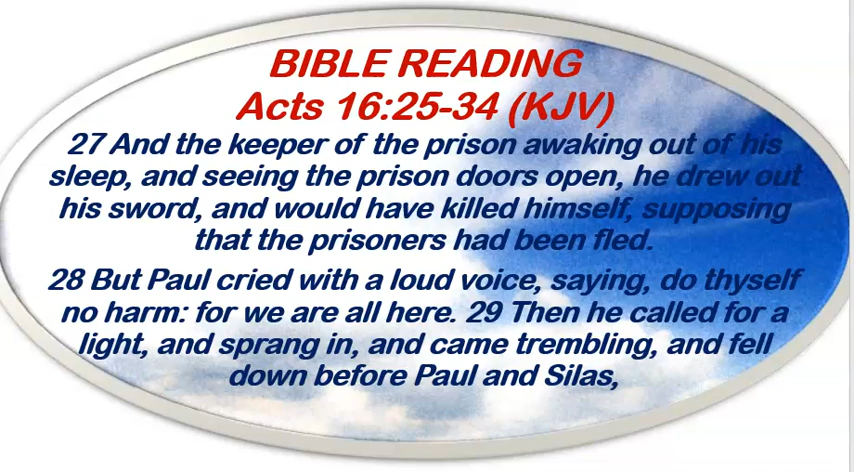 BIBLE READING
Acts 16:25-34 (KJV)
27 And the keeper of the prison awaking out of his
sleep, and seeing the prison doors open, he drew out
his sword, and would have killed himself, supposing
that the prisoners had been fled.
28 But Paul cried with a loud voice, saying, do thyself
no harm: for we are all here. 29 Then he called for a
light, and sprang in, and came trembling, and fell
down before Paul and Silas,